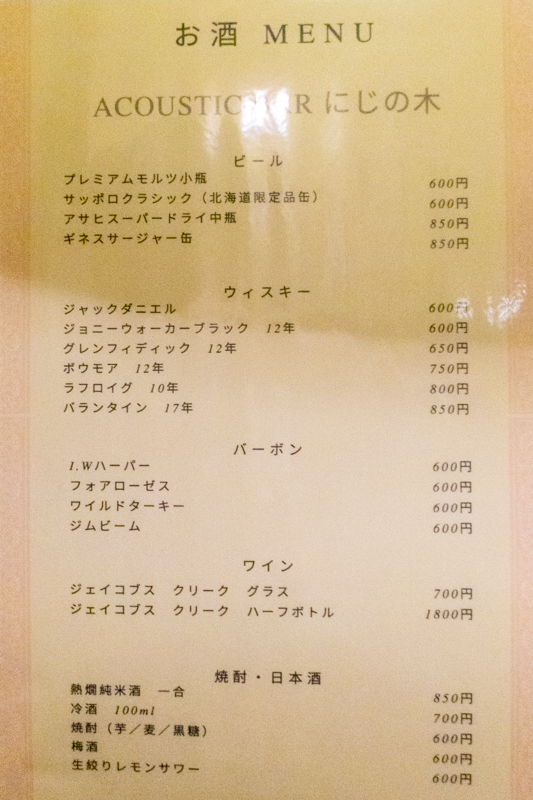 お酒 MENU
ACOUSTIC BAR にじの木
ビール
プレミアムモルツ小瓶 600円
サッポロクラシック（北海道限定品缶） 600円
アサヒスーパードライ中瓶 850円
ギネスサージャー缶 850円
ウィスキー
ジャックダニエル 600円
ジョニーウォーカーブラック 12年 600円
グレンフィディック 12年 650円
ボウモア 12年 750円
ラフロイグ 10年 800円
バランタイン 17年 850円
バーボン
I.Wハーパー 600円
フォアローゼス 600円
ワイルドターキー 600円
ジムビーム 600円
ワイン
ジェイコブス クリーク グラス 700円
ジェイコブス クリーク ハーフボトル 1800円
焼酎・日本酒
熱燗純米酒 一合 850円
冷酒 100ml 700円
焼酎（芋／麦／黒糖） 600円
梅酒 600円
生絞りレモンサワー 600円